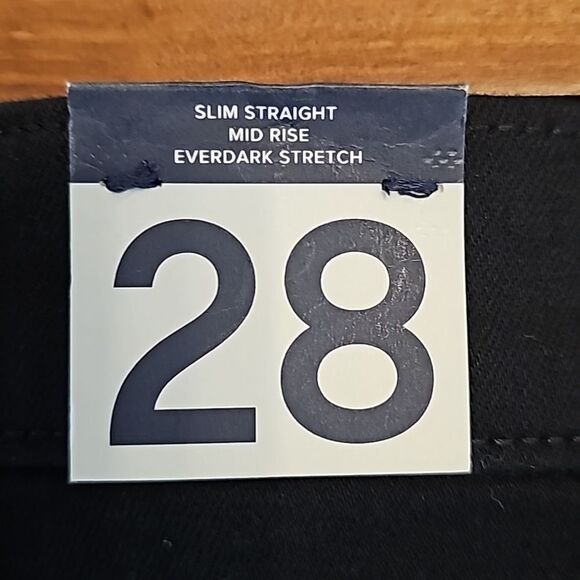 SLIM STRAIGHT
MID RISE
EVERDARK STRETCH
28